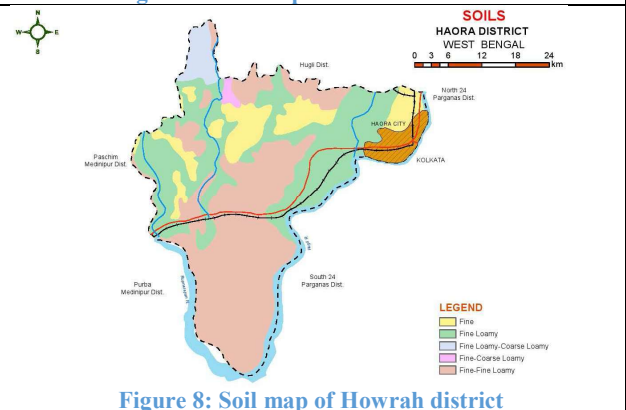 N
W
E
S
SOILS
HAORA DISTRICT
WEST BENGAL
0 3 6 12 18 24
km
Hugli Dist.
North 24
Parganas Dist.
HAORA CITY
KOLKATA
Paschim
Medinipur Dist.
Purba
Medinipur Dist.
South 24
Parganas Dist.
LEGEND
Fine
Fine Loamy
Fine Loamy-Coarse Loamy
Fine-Coarse Loamy
Fine-Fine Loamy
Figure 8: Soil map of Howrah district